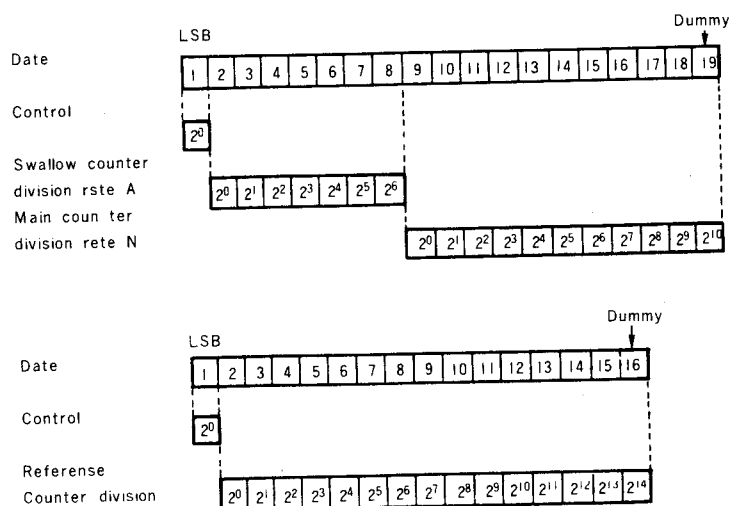 Dummy
LSB
Date
1 2 3 4 5 6 7 8 9 10 11 12 13 14 15 16 17 18 19
Control
2⁰
Swallow counter
division rste A
2⁰ 2¹ 2² 2³ 2⁴ 2⁵ 2⁶
Main coun ter
division rete N
2⁰ 2¹ 2² 2³ 2⁴ 2⁵ 2⁶ 2⁷ 2⁸ 2⁹ 2¹⁰
Dummy
LSB
Date
1 2 3 4 5 6 7 8 9 10 11 12 13 14 15 16
Control
2⁰
Referense
Counter division
2⁰ 2¹ 2² 2³ 2⁴ 2⁵ 2⁶ 2⁷ 2⁸ 2⁹ 2¹⁰ 2¹¹ 2¹² 2¹³ 2¹⁴